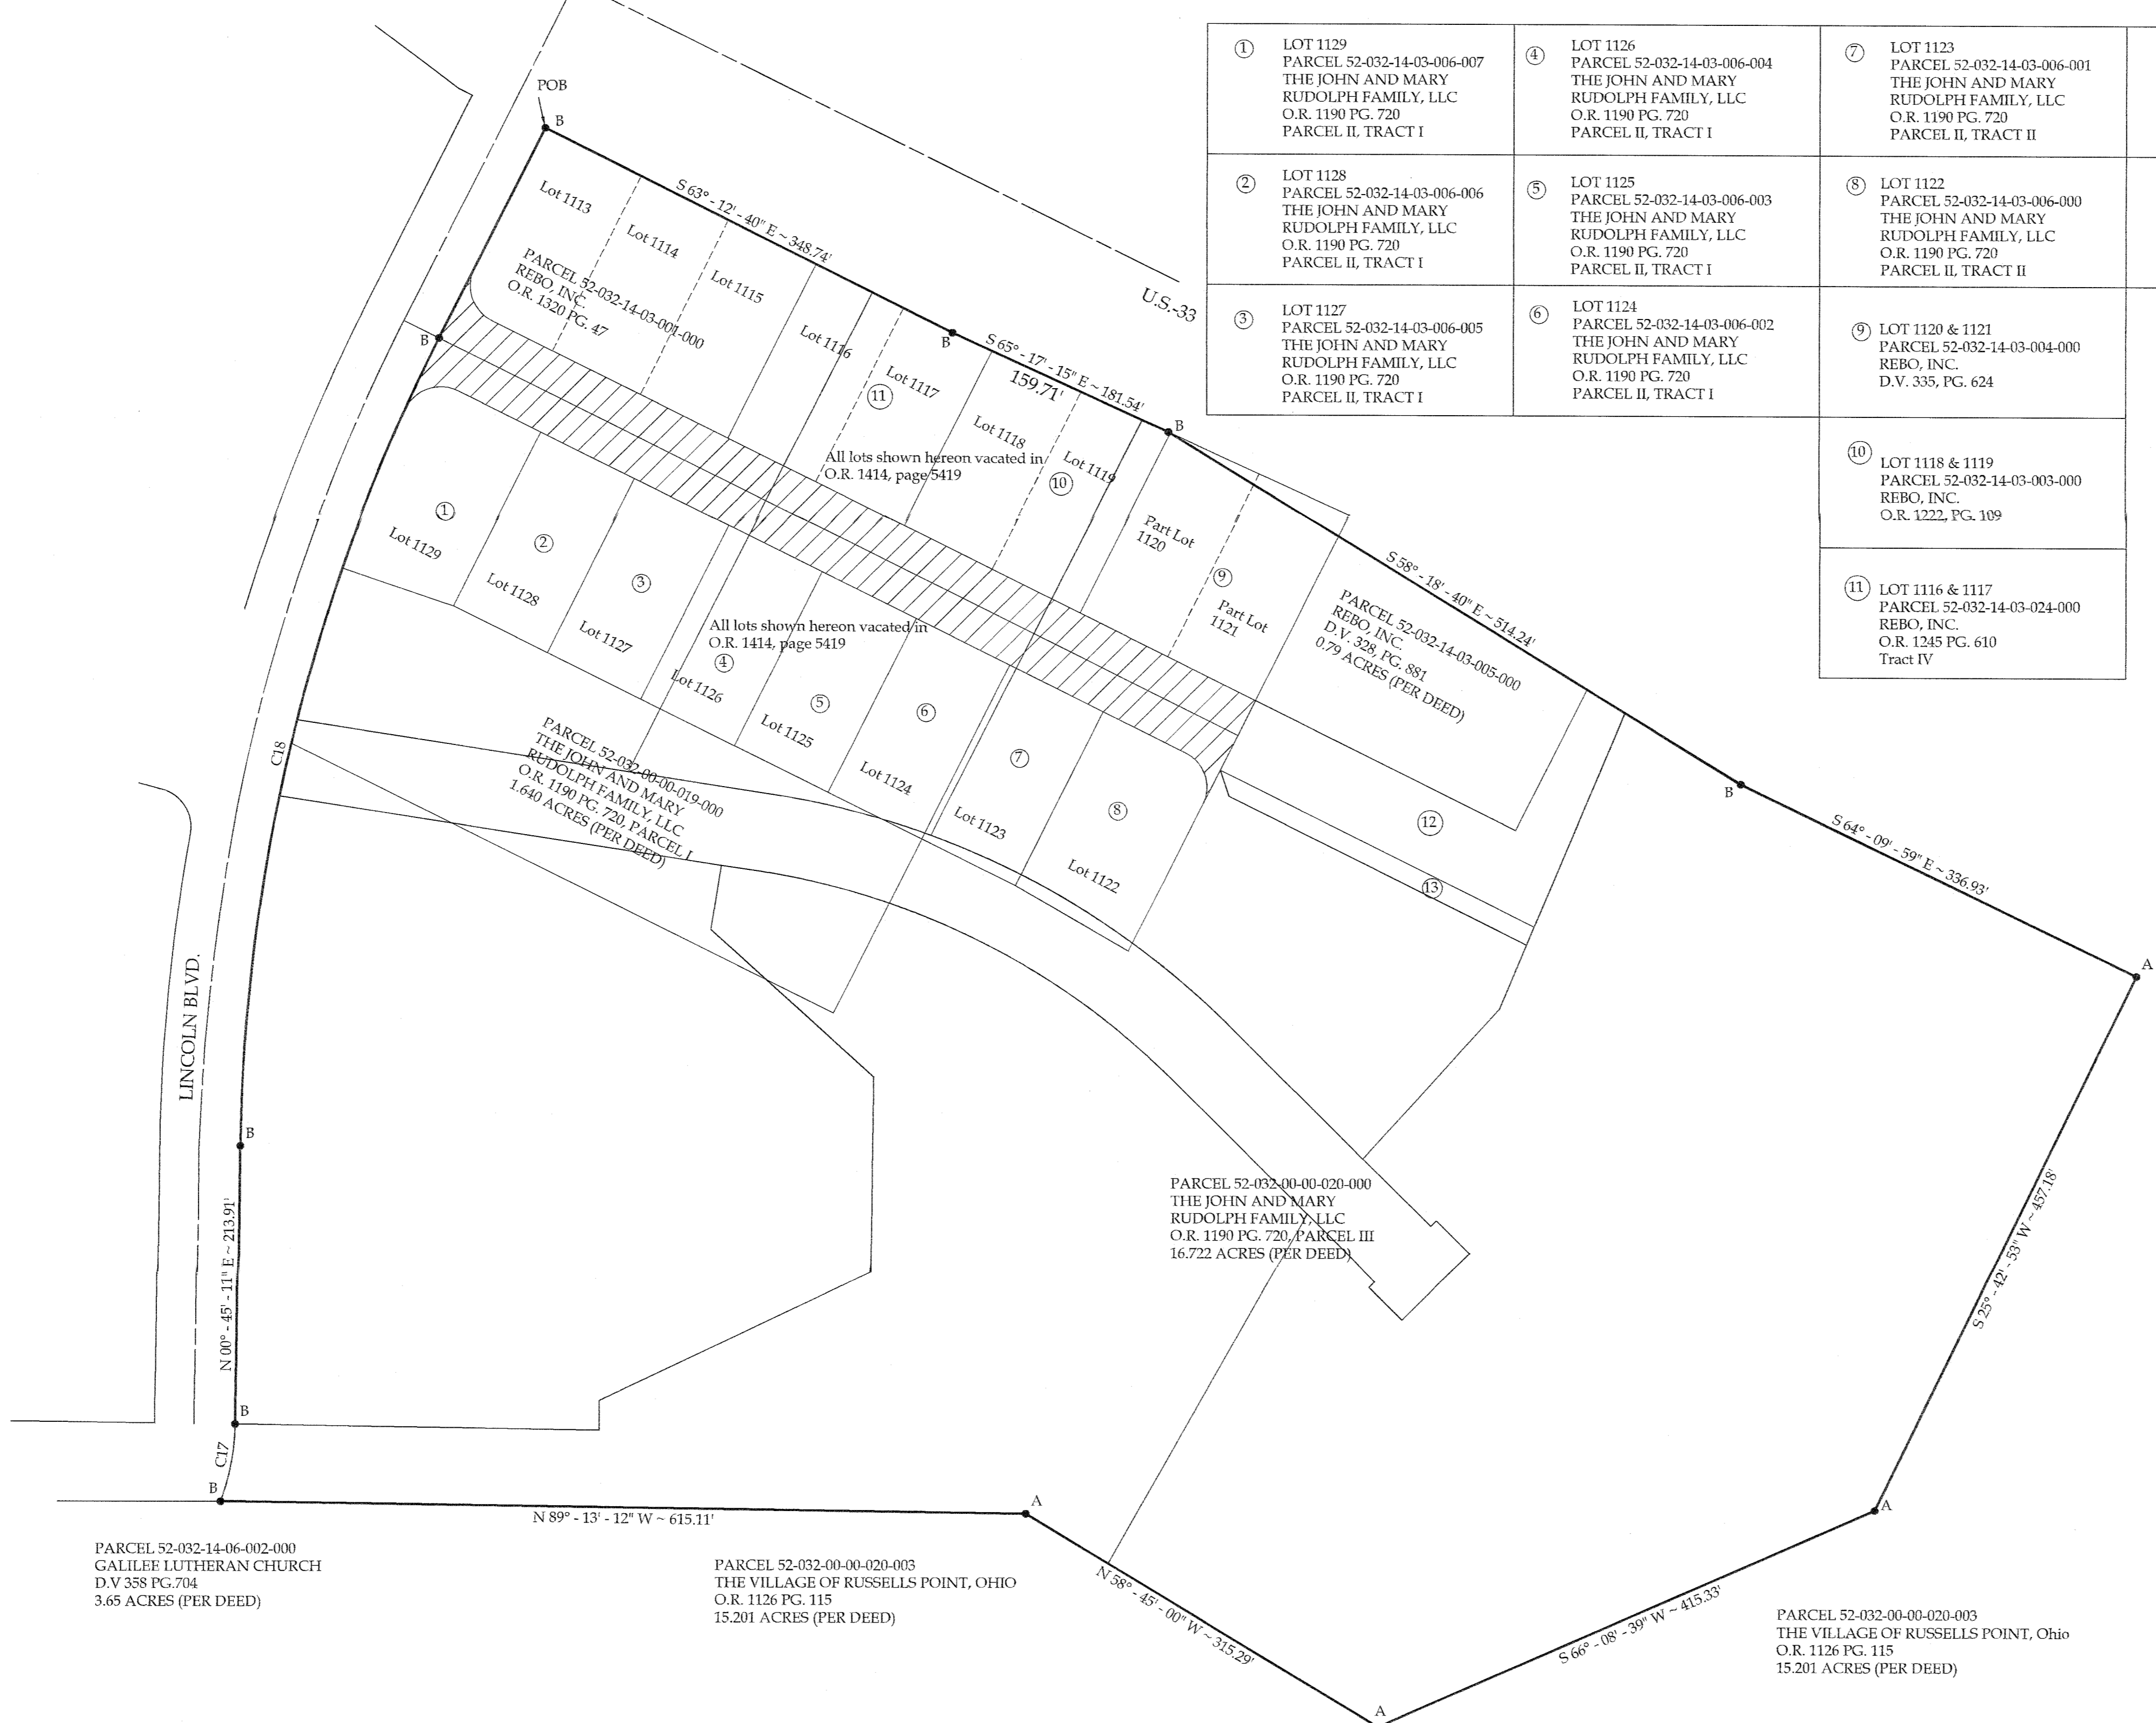 POB
B
S 63° - 12' - 40" E ~ 348.74'
Lot 1113
Lot 1114
Lot 1115
Lot 1116
Lot 1117
Lot 1118
Lot 1119
PARCEL 52-032-14-03-001-000
REBO, INC.
O.R. 1320 PG. 47
B
B
S 65° - 17' - 15" E ~ 181.54'
159.71'
B
U.S.-33
11
10
All lots shown hereon vacated in
O.R. 1414, page 5419
Part Lot
1120
9
Part Lot
1121
S 58° - 18' - 40" E ~ 514.24'
PARCEL 52-032-14-03-005-000
REBO, INC.
D.V. 328, PG. 881
0.79 ACRES (PER DEED)
1
Lot 1129
2
Lot 1128
3
Lot 1127
All lots shown hereon vacated in
O.R. 1414, page 5419
4
Lot 1126
5
Lot 1125
6
Lot 1124
7
Lot 1123
8
Lot 1122
12
13
B
S 64° - 09' - 59" E ~ 336.93'
A
C18
PARCEL 52-032-00-00-019-000
THE JOHN AND MARY
RUDOLPH FAMILY, LLC
O.R. 1190 PG. 720, PARCEL I
1.640 ACRES (PER DEED)
LINCOLN BLVD.
B
N 00° - 45' - 11" E ~ 213.91'
B
C17
B
PARCEL 52-032-00-00-020-000
THE JOHN AND MARY
RUDOLPH FAMILY, LLC
O.R. 1190 PG. 720, PARCEL III
16.722 ACRES (PER DEED)
S 25° - 42' - 53" W ~ 457.18'
A
N 89° - 13' - 12" W ~ 615.11'
A
N 58° - 45' - 00" W ~ 315.29'
S 66° - 08' - 39" W ~ 415.33'
A
PARCEL 52-032-14-06-002-000
GALILEE LUTHERAN CHURCH
D.V 358 PG.704
3.65 ACRES (PER DEED)
PARCEL 52-032-00-00-020-003
THE VILLAGE OF RUSSELLS POINT, OHIO
O.R. 1126 PG. 115
15.201 ACRES (PER DEED)
PARCEL 52-032-00-00-020-003
THE VILLAGE OF RUSSELLS POINT, Ohio
O.R. 1126 PG. 115
15.201 ACRES (PER DEED)
1
LOT 1129
PARCEL 52-032-14-03-006-007
THE JOHN AND MARY
RUDOLPH FAMILY, LLC
O.R. 1190 PG. 720
PARCEL II, TRACT I
4
LOT 1126
PARCEL 52-032-14-03-006-004
THE JOHN AND MARY
RUDOLPH FAMILY, LLC
O.R. 1190 PG. 720
PARCEL II, TRACT I
7
LOT 1123
PARCEL 52-032-14-03-006-001
THE JOHN AND MARY
RUDOLPH FAMILY, LLC
O.R. 1190 PG. 720
PARCEL II, TRACT II
2
LOT 1128
PARCEL 52-032-14-03-006-006
THE JOHN AND MARY
RUDOLPH FAMILY, LLC
O.R. 1190 PG. 720
PARCEL II, TRACT I
5
LOT 1125
PARCEL 52-032-14-03-006-003
THE JOHN AND MARY
RUDOLPH FAMILY, LLC
O.R. 1190 PG. 720
PARCEL II, TRACT I
8
LOT 1122
PARCEL 52-032-14-03-006-000
THE JOHN AND MARY
RUDOLPH FAMILY, LLC
O.R. 1190 PG. 720
PARCEL II, TRACT II
3
LOT 1127
PARCEL 52-032-14-03-006-005
THE JOHN AND MARY
RUDOLPH FAMILY, LLC
O.R. 1190 PG. 720
PARCEL II, TRACT I
6
LOT 1124
PARCEL 52-032-14-03-006-002
THE JOHN AND MARY
RUDOLPH FAMILY, LLC
O.R. 1190 PG. 720
PARCEL II, TRACT I
9
LOT 1120 & 1121
PARCEL 52-032-14-03-004-000
REBO, INC.
D.V. 335, PG. 624
10
LOT 1118 & 1119
PARCEL 52-032-14-03-003-000
REBO, INC.
O.R. 1222, PG. 109
11
LOT 1116 & 1117
PARCEL 52-032-14-03-024-000
REBO, INC.
O.R. 1245 PG. 610
Tract IV